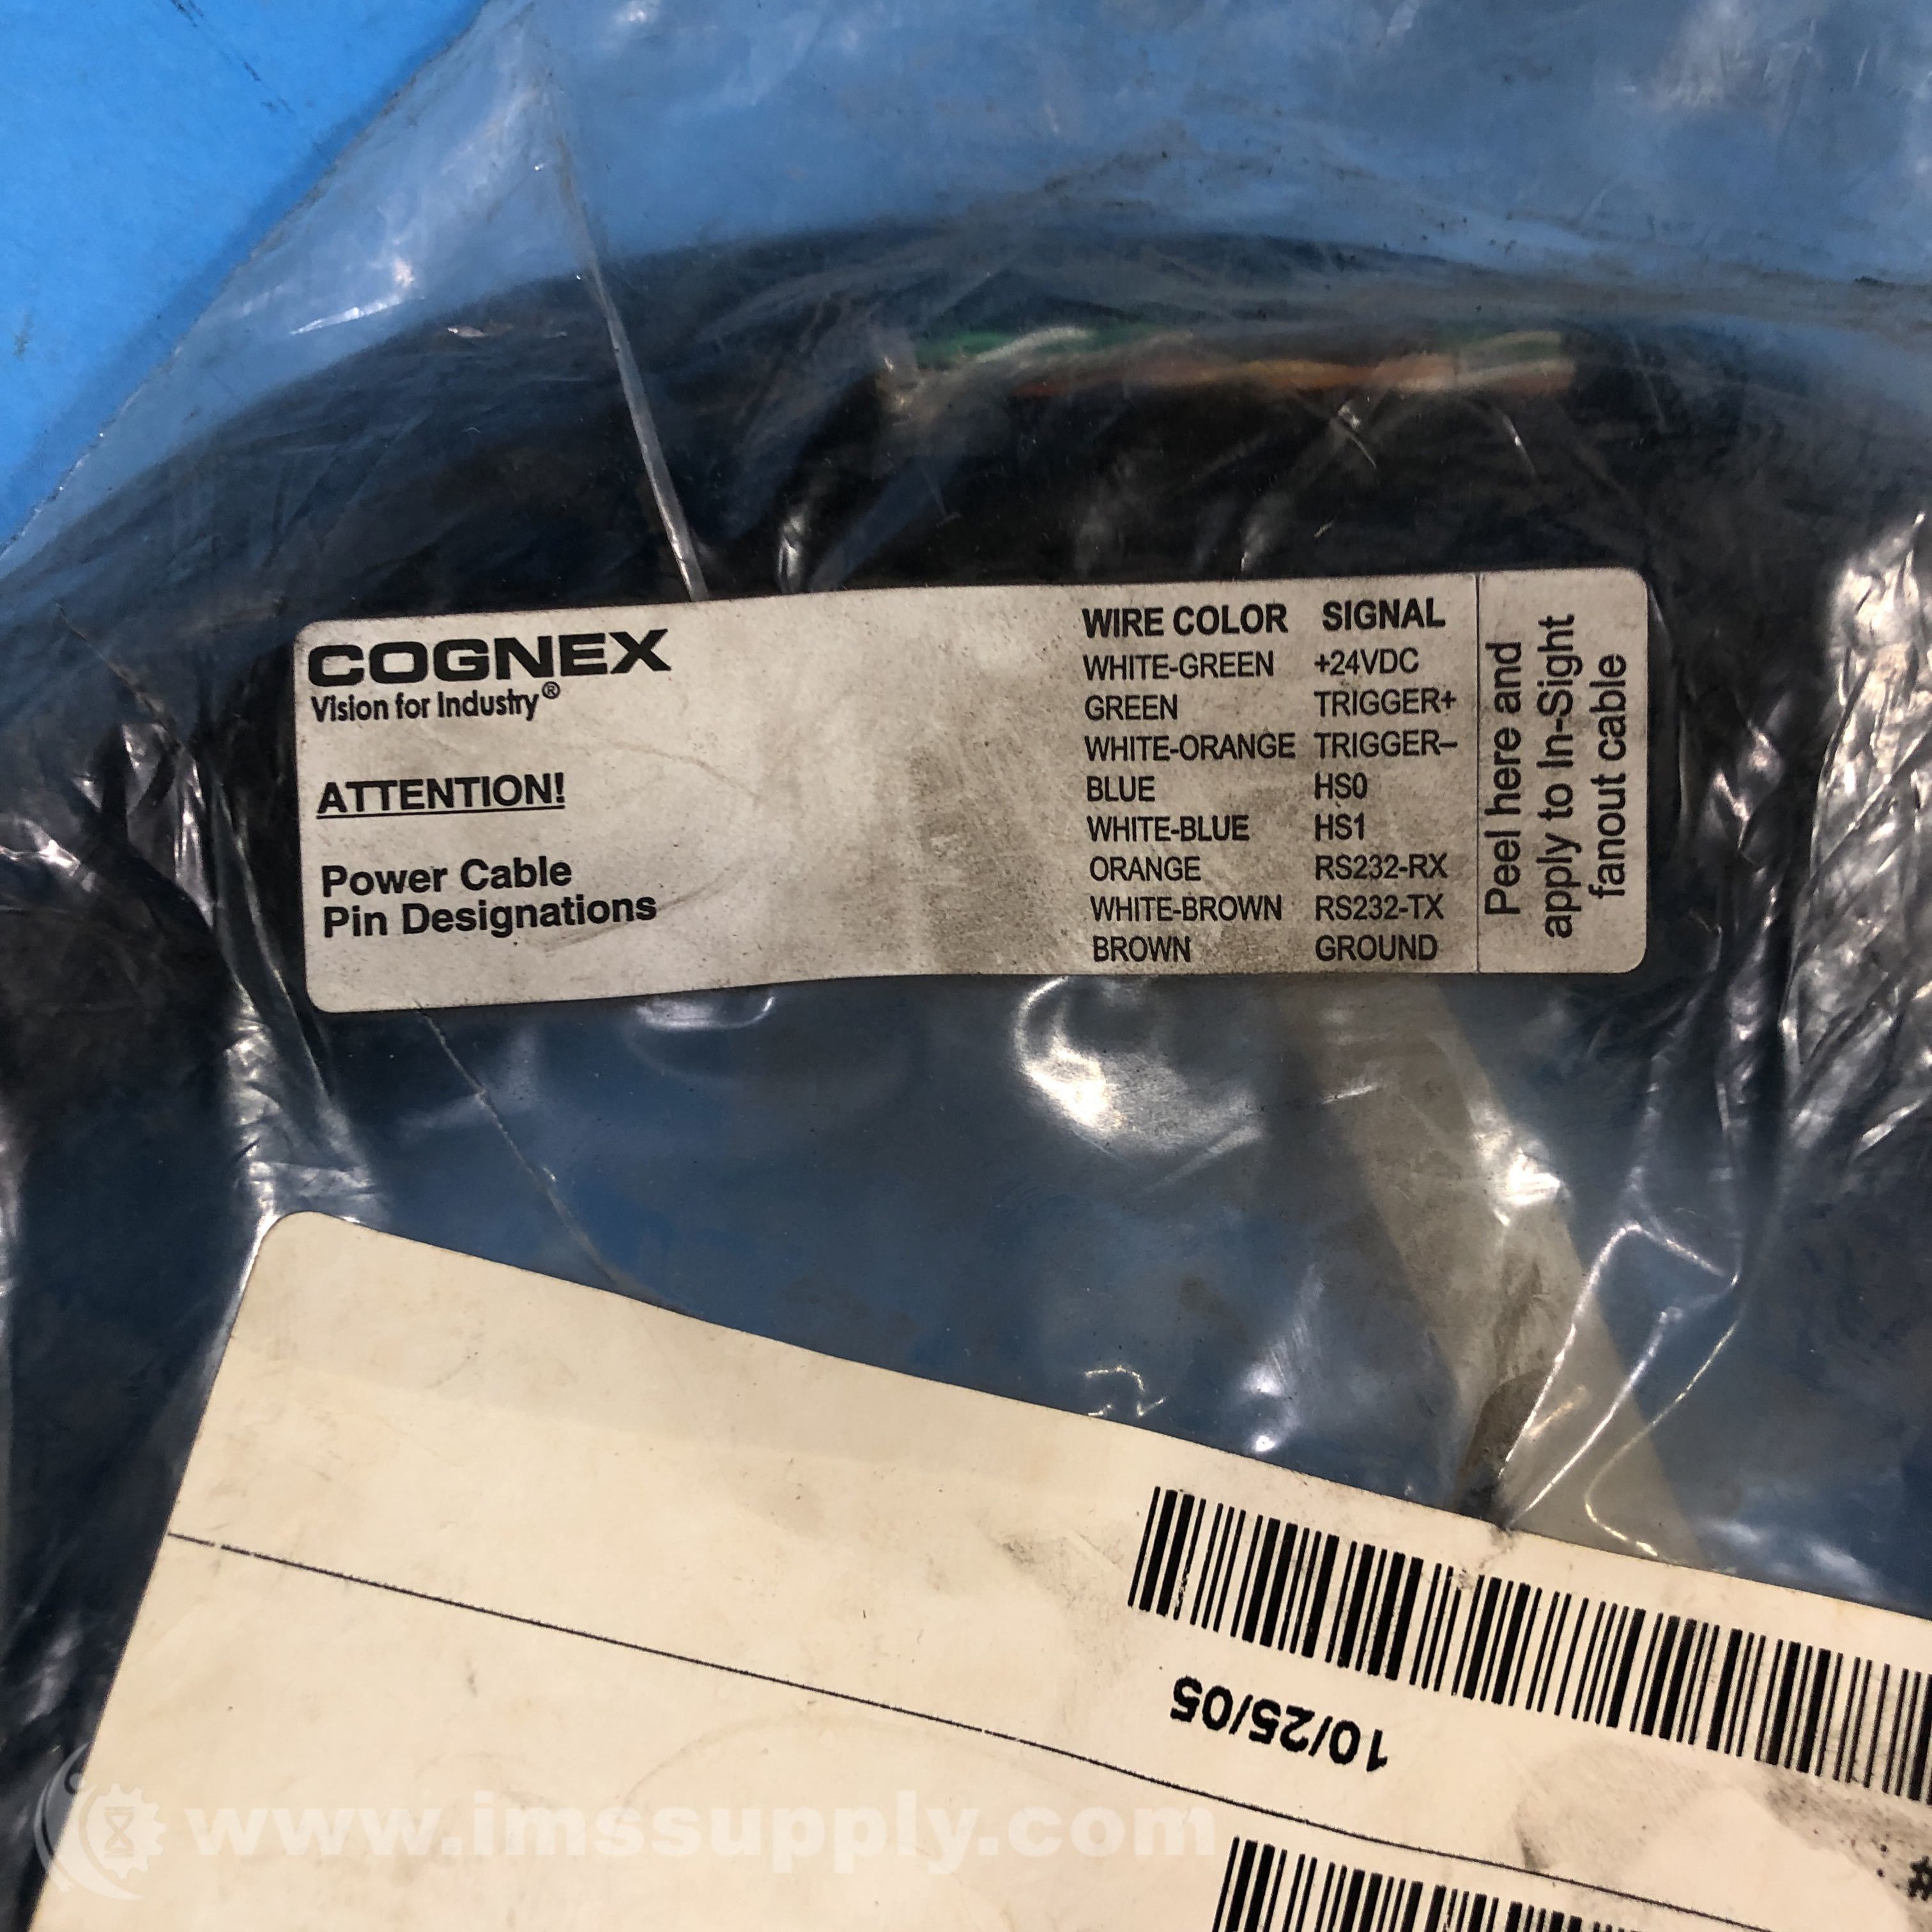 COGNEX
Vision for Industry®
ATTENTION!
Power Cable
Pin Designations
WIRE COLOR SIGNAL
WHITE-GREEN +24VDC
GREEN TRIGGER+
WHITE-ORANGE TRIGGER–
BLUE HS0
WHITE-BLUE HS1
ORANGE RS232-RX
WHITE-BROWN RS232-TX
BROWN GROUND
Peel here and
apply to In-Sight
fanout cable
10/25/05
#
www.imssupply.com